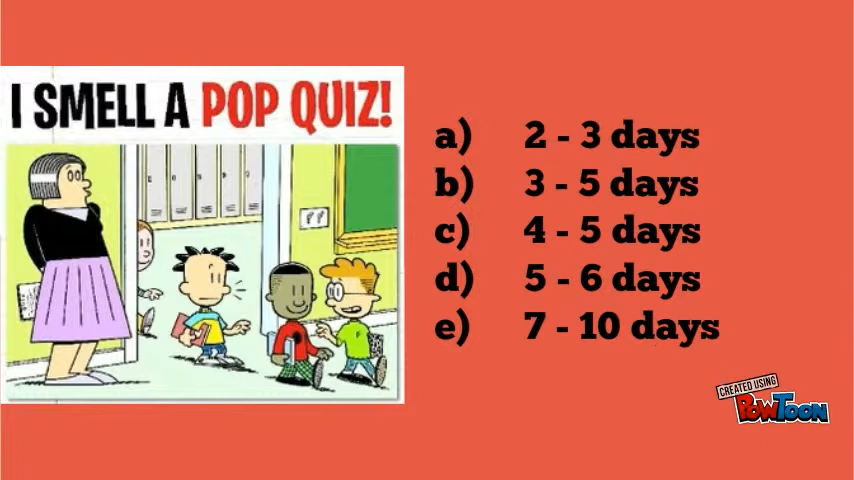 I SMELL A POP QUIZ!
a) 2 - 3 days
b) 3 - 5 days
c) 4 - 5 days
d) 5 - 6 days
e) 7 - 10 days
CREATED USING
POWTOON